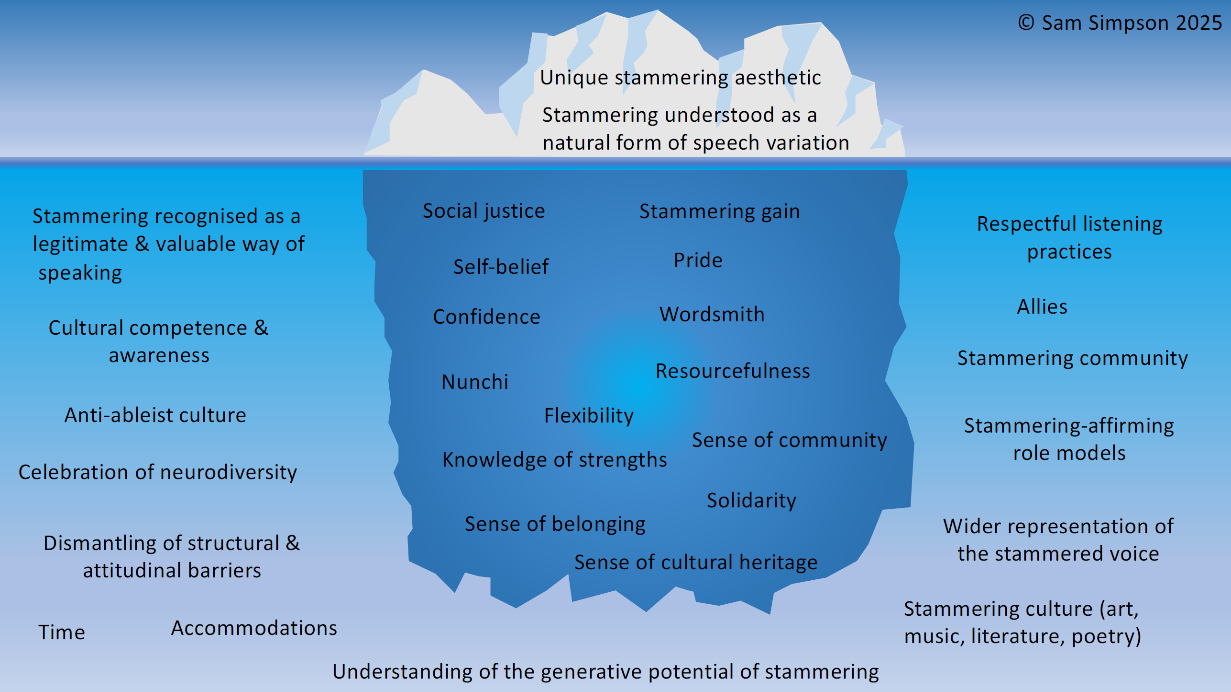 © Sam Simpson 2025
Unique stammering aesthetic
Stammering understood as a
natural form of speech variation
Stammering recognised as a
legitimate & valuable way of
speaking
Cultural competence &
awareness
Anti-ableist culture
Celebration of neurodiversity
Dismantling of structural &
attitudinal barriers
Time
Accommodations
Social justice
Stammering gain
Self-belief
Pride
Confidence
Wordsmith
Nunchi
Resourcefulness
Flexibility
Sense of community
Knowledge of strengths
Solidarity
Sense of belonging
Sense of cultural heritage
Respectful listening
practices
Allies
Stammering community
Stammering-affirming
role models
Wider representation of
the stammered voice
Stammering culture (art,
music, literature, poetry)
Understanding of the generative potential of stammering